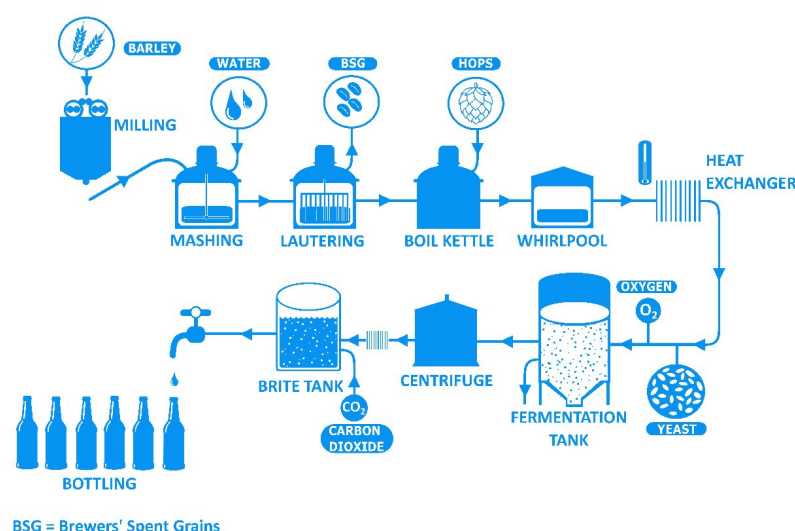 BARLEY
WATER
BSG
HOPS
MILLING
HEAT
EXCHANGER
MASHING
LAUTERING
BOIL KETTLE
WHIRLPOOL
OXYGEN
O₂
BRITE TANK
CENTRIFUGE
CO₂
CARBON
DIOXIDE
FERMENTATION
TANK
YEAST
BOTTLING
BSG = Brewers' Spent Grains